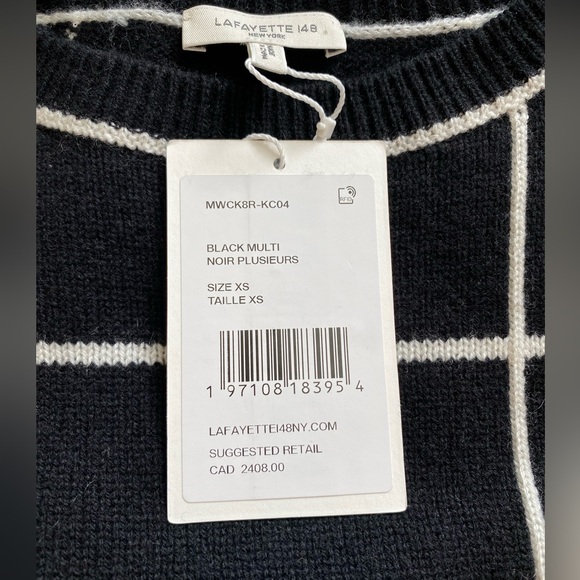 LAFAYETTE 148
NEW YORK
MWCK8R-KC04
RFID
BLACK MULTI
NOIR PLUSIEURS
SIZE XS
TAILLE XS
1 97108 18395 4
LAFAYETTE148NY.COM
SUGGESTED RETAIL
CAD 2408.00